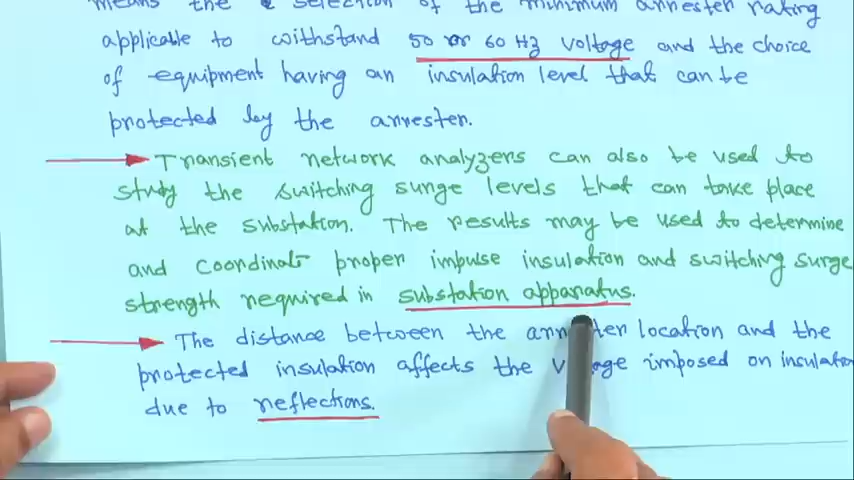 means the selection of the minimum arrester rating
applicable to withstand 50 or 60 Hz voltage and the choice
of equipment having an insulation level that can be
protected by the arrester.
Transient network analyzers can also be used to
study the switching surge levels that can take place
at the substation. The results may be used to determine
and coordinate proper impulse insulation and switching surge
strength required in substation apparatus.
The distance between the arrester location and the
protected insulation affects the voltage imposed on insulation
due to reflections.